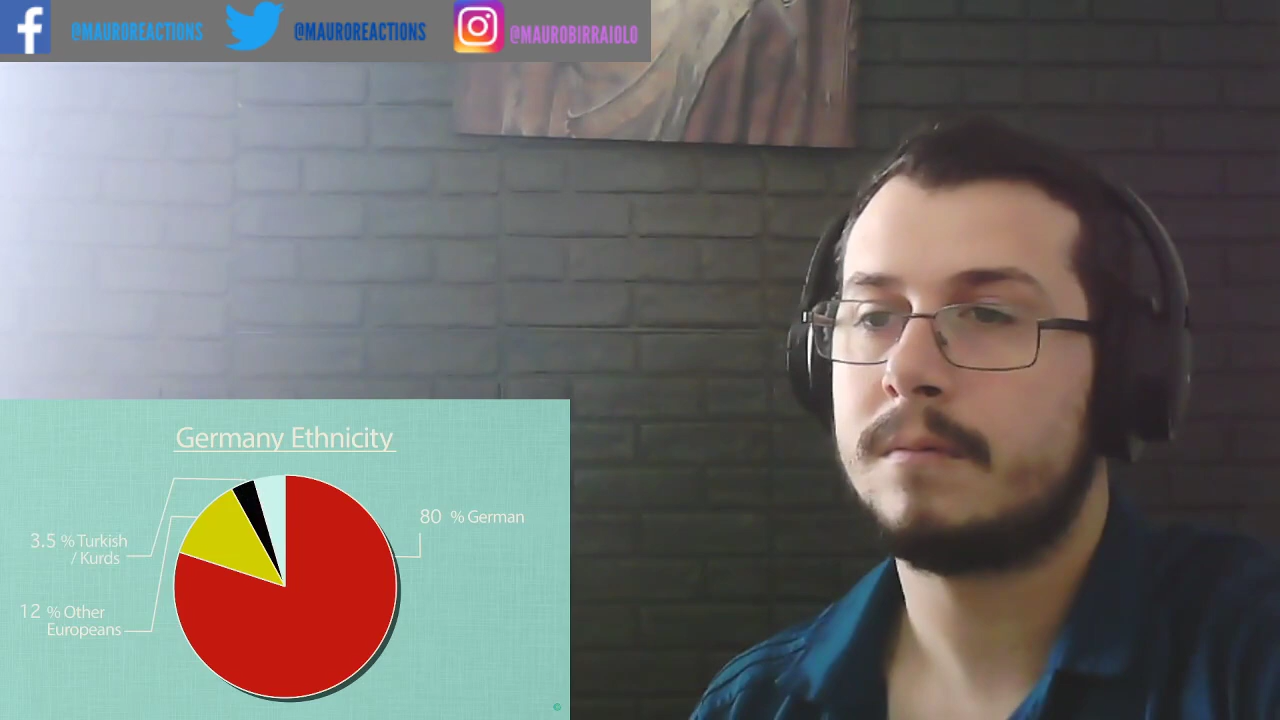 @MAUROREACTIONS @MAUROREACTIONS @MAUROBIRRAIOLO
Germany Ethnicity
80 % German
3.5 % Turkish
/ Kurds
12 % Other
Europeans